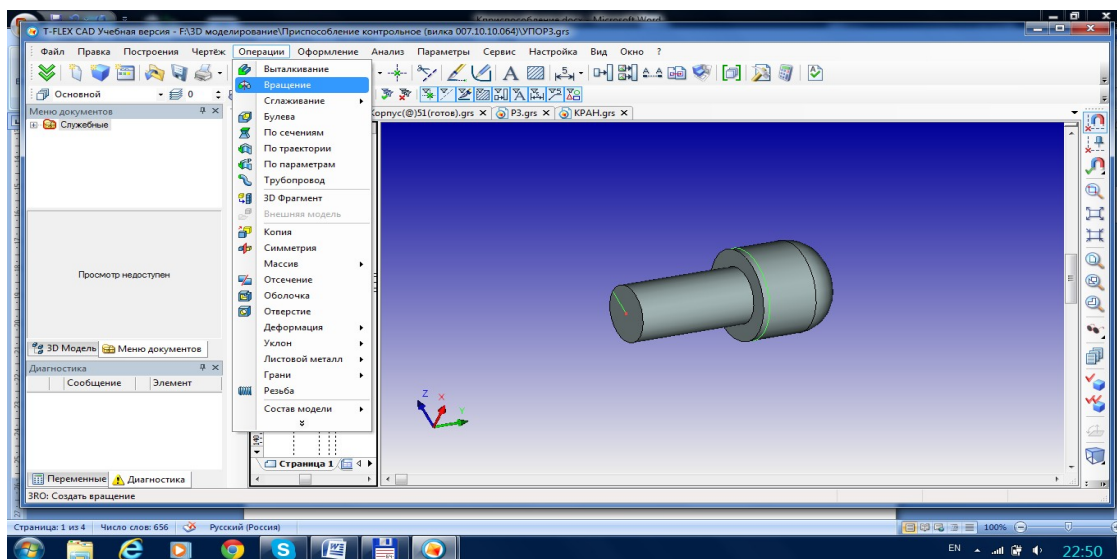 T-FLEX CAD Учебная версия - F:\3D моделирование\Приспособление контрольное (вилка 007.10.10.064)\УПОР3.grs
Файл Правка Построения Чертёж Операции Оформление Анализ Параметры Сервис Настройка Вид Окно ?
Основной 0
Меню документов
Служебные
орпус(@)51(готов).grs P3.grs КРАН.grs
Выталкивание
Вращение
Сглаживание
Булева
По сечениям
По траектории
По параметрам
Трубопровод
3D Фрагмент
Внешняя модель
Копия
Симметрия
Массив
Отсечение
Оболочка
Отверстие
Деформация
Уклон
Листовой металл
Грани
Резьба
Состав модели
Просмотр недоступен
3D Модель Меню документов
Диагностика
Сообщение Элемент
Z X Y
140
Страница 1
Переменные Диагностика
3RO: Создать вращение
Страница: 1 из 4 Число слов: 656 Русский (Россия) 100%
EN 22:50